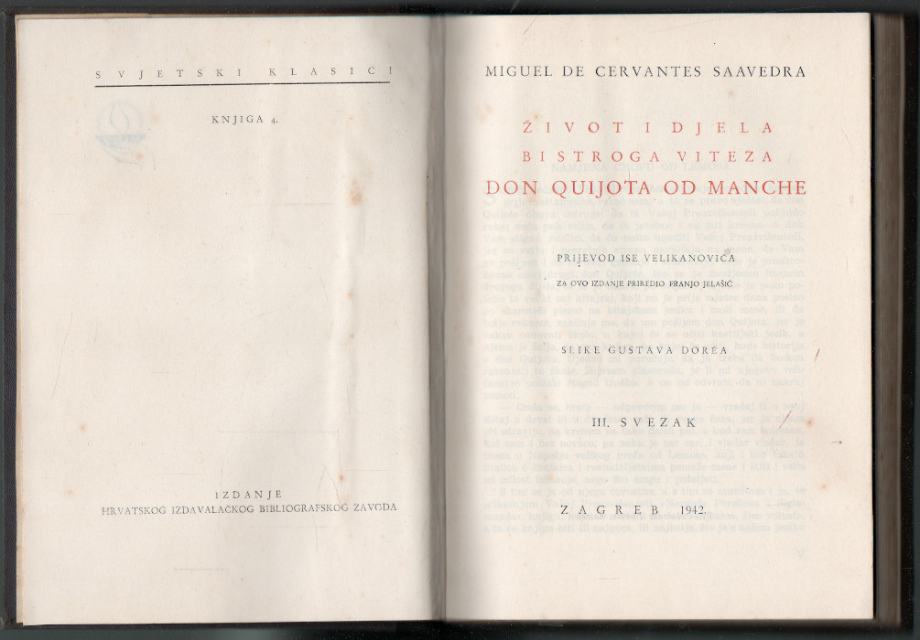 SVJETSKI KLASICI
KNJIGA 4.
IZDANJE
HRVATSKOG IZDAVALAČKOG BIBLIOGRAFSKOG ZAVODA
MIGUEL DE CERVANTES SAAVEDRA
ŽIVOT I DJELA
BISTROGA VITEZA
DON QUIJOTA OD MANCHE
PRIJEVOD ISE VELIKANOVIĆA
ZA OVO IZDANJE PRIREDIO FRANJO JELAŠIĆ
SLIKE GUSTAVA DORÉA
III. SVEZAK
ZAGREB 1942.